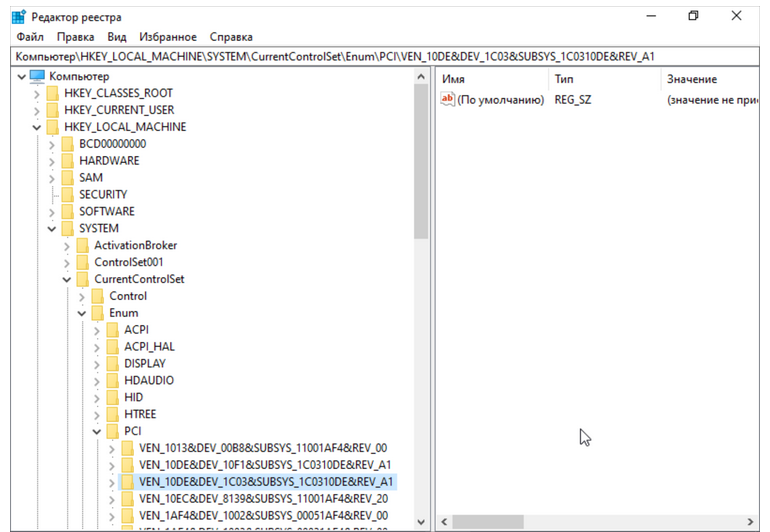 Редактор реестра
Файл Правка Вид Избранное Справка
Компьютер\HKEY_LOCAL_MACHINE\SYSTEM\CurrentControlSet\Enum\PCI\VEN_10DE&DEV_1C03&SUBSYS_1C0310DE&REV_A1
Компьютер
HKEY_CLASSES_ROOT
HKEY_CURRENT_USER
HKEY_LOCAL_MACHINE
BCD00000000
HARDWARE
SAM
SECURITY
SOFTWARE
SYSTEM
ActivationBroker
ControlSet001
CurrentControlSet
Control
Enum
ACPI
ACPI_HAL
DISPLAY
HDAUDIO
HID
HTREE
PCI
VEN_1013&DEV_00B8&SUBSYS_11001AF4&REV_00
VEN_10DE&DEV_10F1&SUBSYS_1C0310DE&REV_A1
VEN_10DE&DEV_1C03&SUBSYS_1C0310DE&REV_A1
VEN_10EC&DEV_8139&SUBSYS_11001AF4&REV_20
VEN_1AF4&DEV_1002&SUBSYS_00051AF4&REV_00
Имя Тип Значение
ab (По умолчанию) REG_SZ (значение не при